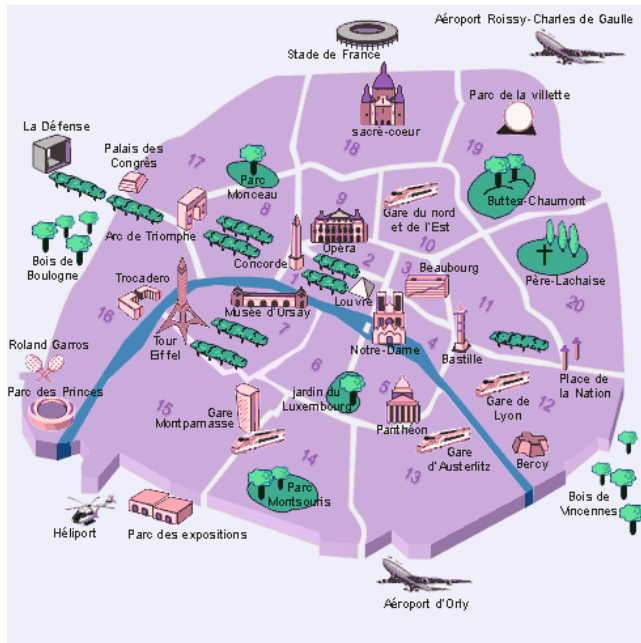 Aéroport Roissy-Charles de Gaulle
Stade de France
Parc de la villette
La Défense
sacré-coeur
Palais des
Congrès
18
19
17
Parc
Monceau
Buttes-Chaumont
8
9
Gare du nord
et de l'Est
Arc de Triomphe
Bois de
Boulogne
Opéra
10
Concorde
2
3
Beaubourg
Père-Lachaise
Trocadero
1
Louvre
11
20
16
Musée d'Orsay
7
Tour
Eiffel
Notre-Dame
4
Bastille
Roland Garros
6
Place de
la Nation
Parc des Princes
jardin du
Luxembourg
5
Gare de
Lyon
12
15
Gare
Montparnasse
Panthéon
Gare
d'Austerlitz
Bercy
14
13
Parc
Montsouris
Bois de
Vincennes
Héliport
Parc des expositions
Aéroport d'Orly